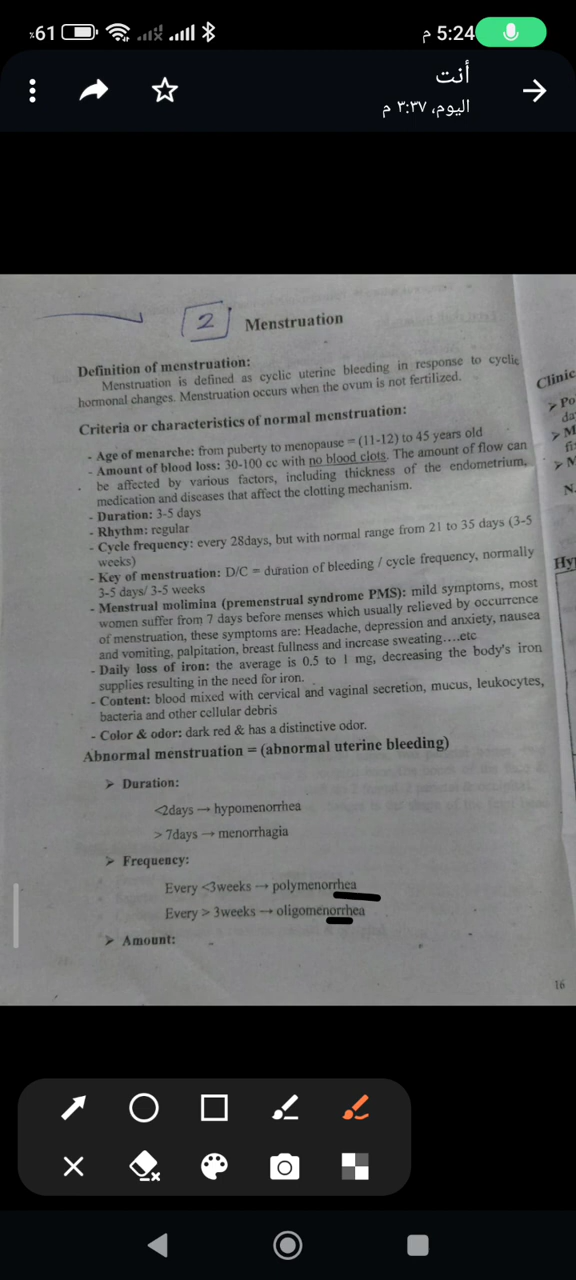 %61
5:24 م
أنت
اليوم، ٣:٣٧ م
2
Menstruation
Definition of menstruation:
Menstruation is defined as cyclic uterine bleeding in response to cyclic
hormonal changes. Menstruation occurs when the ovum is not fertilized.
Criteria or characteristics of normal menstruation:
- Age of menarche: from puberty to menopause = (11-12) to 45 years old
- Amount of blood loss: 30-100 cc with no blood clots. The amount of flow can
be affected by various factors, including thickness of the endometrium,
medication and diseases that affect the clotting mechanism.
- Duration: 3-5 days
- Rhythm: regular
- Cycle frequency: every 28days, but with normal range from 21 to 35 days (3-5
weeks)
- Key of menstruation: D/C = duration of bleeding / cycle frequency, normally
3-5 days/ 3-5 weeks
- Menstrual molimina (premenstrual syndrome PMS): mild symptoms, most
women suffer from 7 days before menses which usually relieved by occurrence
of menstruation, these symptoms are: Headache, depression and anxiety, nausea
and vomiting, palpitation, breast fullness and increase sweating....etc
- Daily loss of iron: the average is 0.5 to 1 mg, decreasing the body's iron
supplies resulting in the need for iron.
- Content: blood mixed with cervical and vaginal secretion, mucus, leukocytes,
bacteria and other cellular debris
- Color & odor: dark red & has a distinctive odor.
Abnormal menstruation = (abnormal uterine bleeding)
➢ Duration:
<2days → hypomenorrhea
> 7days → menorrhagia
➢ Frequency:
Every <3weeks → polymenorrhea
Every > 3weeks → oligomenorrhea
➢ Amount:
16